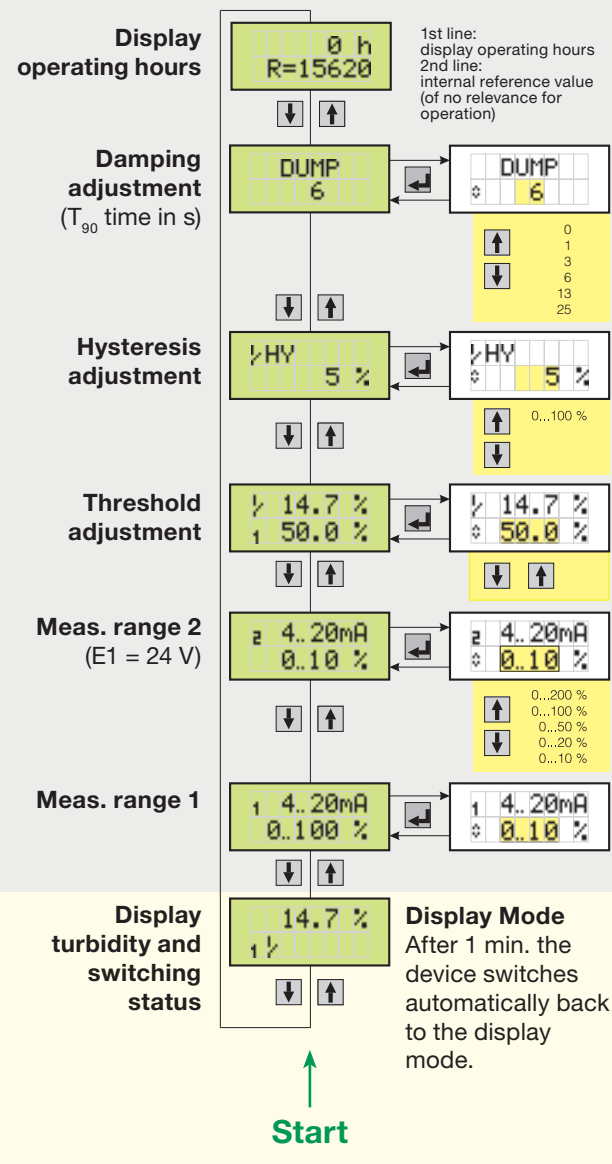 Display
operating hours
0 h
R=15620
1st line:
display operating hours
2nd line:
internal reference value
(of no relevance for
operation)
Damping
adjustment
(T90 time in s)
DUMP
6
DUMP
6
0
1
3
6
13
25
Hysteresis
adjustment
HY
5 %
HY
5 %
0...100 %
Threshold
adjustment
14.7 %
1 50.0 %
14.7 %
50.0 %
Meas. range 2
(E1 = 24 V)
2 4..20mA
0..10 %
2 4..20mA
0..10 %
0...200 %
0...100 %
0...50 %
0...20 %
0...10 %
Meas. range 1
1 4..20mA
0..100 %
1 4..20mA
0..10 %
Display
turbidity and
switching
status
14.7 %
1
Display Mode
After 1 min. the
device switches
automatically back
to the display
mode.
Start